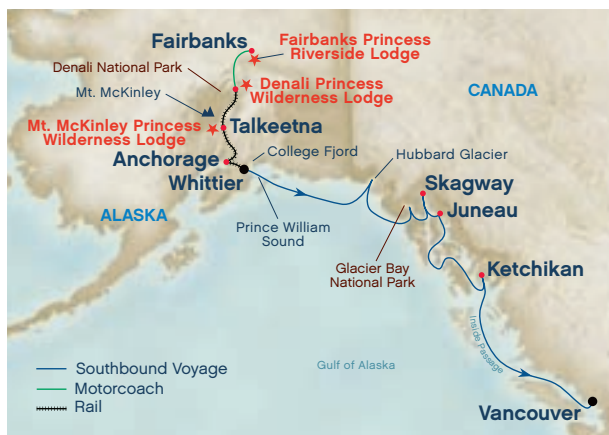 Fairbanks
Fairbanks Princess
Riverside Lodge
Denali National Park
Denali Princess
Wilderness Lodge
CANADA
Mt. McKinley
Mt. McKinley Princess
Wilderness Lodge
Talkeetna
College Fjord
Hubbard Glacier
Anchorage
Whittier
Skagway
Juneau
ALASKA
Prince William
Sound
Glacier Bay
National Park
Ketchikan
Inside Passage
Gulf of Alaska
Southbound Voyage
Motorcoach
Rail
Vancouver